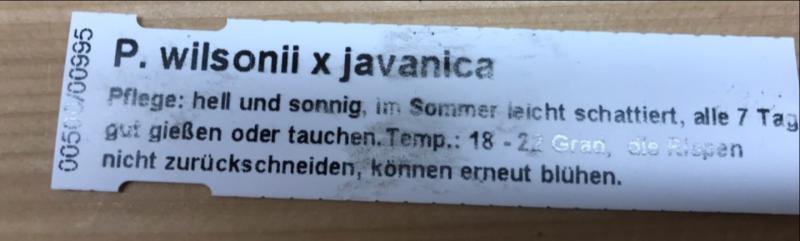 P. wilsonii x javanica
Pflege: hell und sonnig, im Sommer leicht schattiert, alle 7 Tag
gut gießen oder tauchen. Temp.: 18 - 22 Grad, die Rispen
nicht zurückschneiden, können erneut blühen.